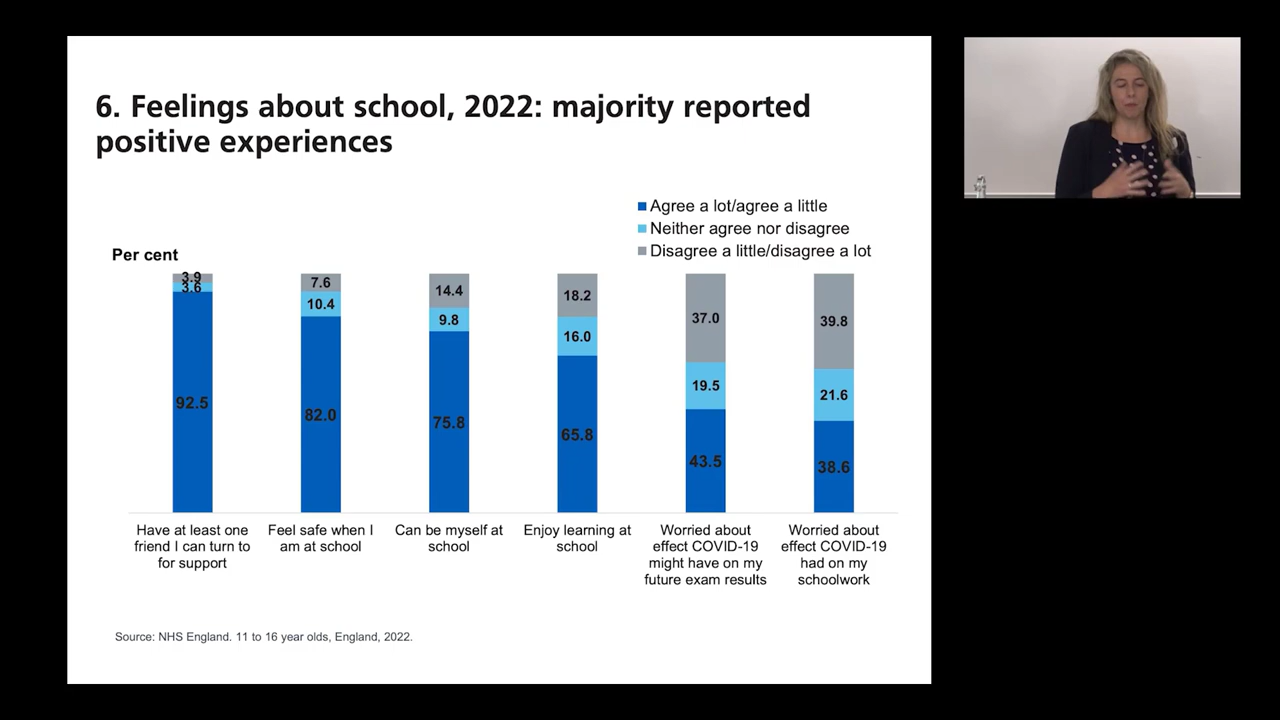 6. Feelings about school, 2022: majority reported
positive experiences
Agree a lot/agree a little
Neither agree nor disagree
Disagree a little/disagree a lot
Per cent
3.9
3.6
92.5
7.6
10.4
82.0
14.4
9.8
75.8
18.2
16.0
65.8
37.0
19.5
43.5
39.8
21.6
38.6
Have at least one
friend I can turn to
for support
Feel safe when I
am at school
Can be myself at
school
Enjoy learning at
school
Worried about
effect COVID-19
might have on my
future exam results
Worried about
effect COVID-19
had on my
schoolwork
Source: NHS England. 11 to 16 year olds, England, 2022.